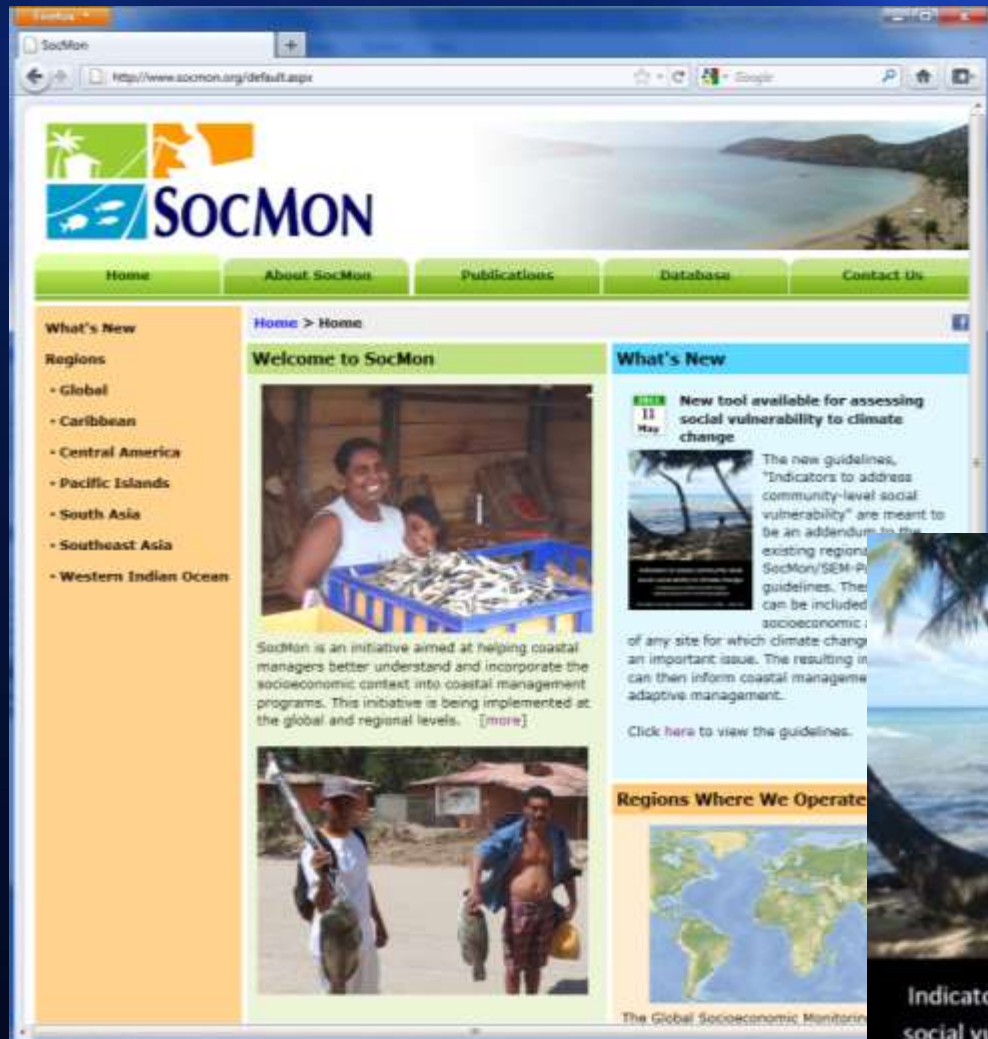 Firefox
SocMon
http://www.socmon.org/default.aspx
Google
SOCMON
Home
About SocMon
Publications
Database
Contact Us
What's New
Regions
- Global
- Caribbean
- Central America
- Pacific Islands
- South Asia
- Southeast Asia
- Western Indian Ocean
Home > Home
Welcome to SocMon
SocMon is an initiative aimed at helping coastal
managers better understand and incorporate the
socioeconomic context into coastal management
programs. This initiative is being implemented at
the global and regional levels. [more]
What's New
11
May
New tool available for assessing
social vulnerability to climate
change
The new guidelines,
"Indicators to address
community-level social
vulnerability" are meant to
be an addendum to the
existing regiona
SocMon/SEM-P
guidelines. The
can be included
socioeconomic
of any site for which climate chang
an important issue. The resulting in
can then inform coastal manageme
adaptive management.
Click here to view the guidelines.
Regions Where We Operate
The Global Socioeconomic Monitorin
Indicato
social vu